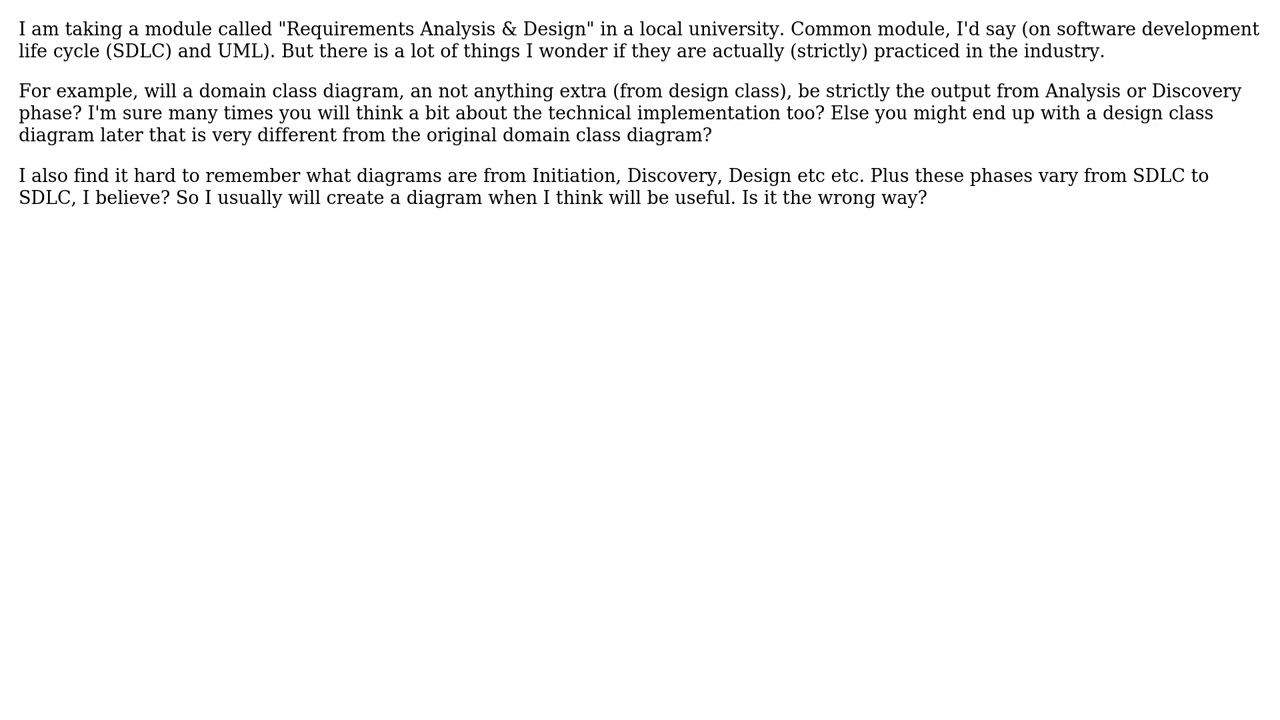 I am taking a module called "Requirements Analysis & Design" in a local university. Common module, I'd say (on software development
life cycle (SDLC) and UML). But there is a lot of things I wonder if they are actually (strictly) practiced in the industry.
For example, will a domain class diagram, an not anything extra (from design class), be strictly the output from Analysis or Discovery
phase? I'm sure many times you will think a bit about the technical implementation too? Else you might end up with a design class
diagram later that is very different from the original domain class diagram?
I also find it hard to remember what diagrams are from Initiation, Discovery, Design etc etc. Plus these phases vary from SDLC to
SDLC, I believe? So I usually will create a diagram when I think will be useful. Is it the wrong way?